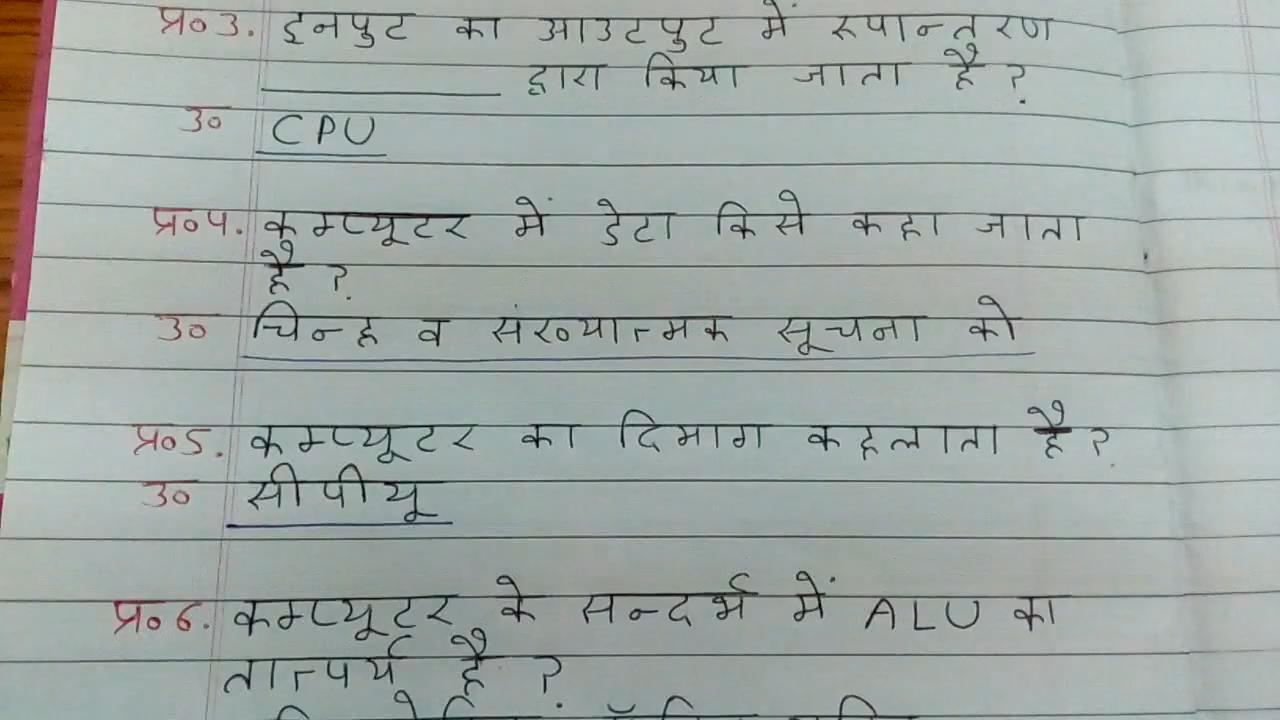 प्र०3. इनपुट का आउटपुट में रूपान्तरण
__________ द्वारा किया जाता है ?
उ० CPU
प्र०4. कम्प्यूटर में डेटा किसे कहा जाता
है ?
उ० चिन्ह व संख्यात्मक सूचना को
प्र०5. कम्प्यूटर का दिमाग कहलाता है ?
उ० सीपीयू
प्र०6. कम्प्यूटर के सन्दर्भ में ALU का
तात्पर्य है ?